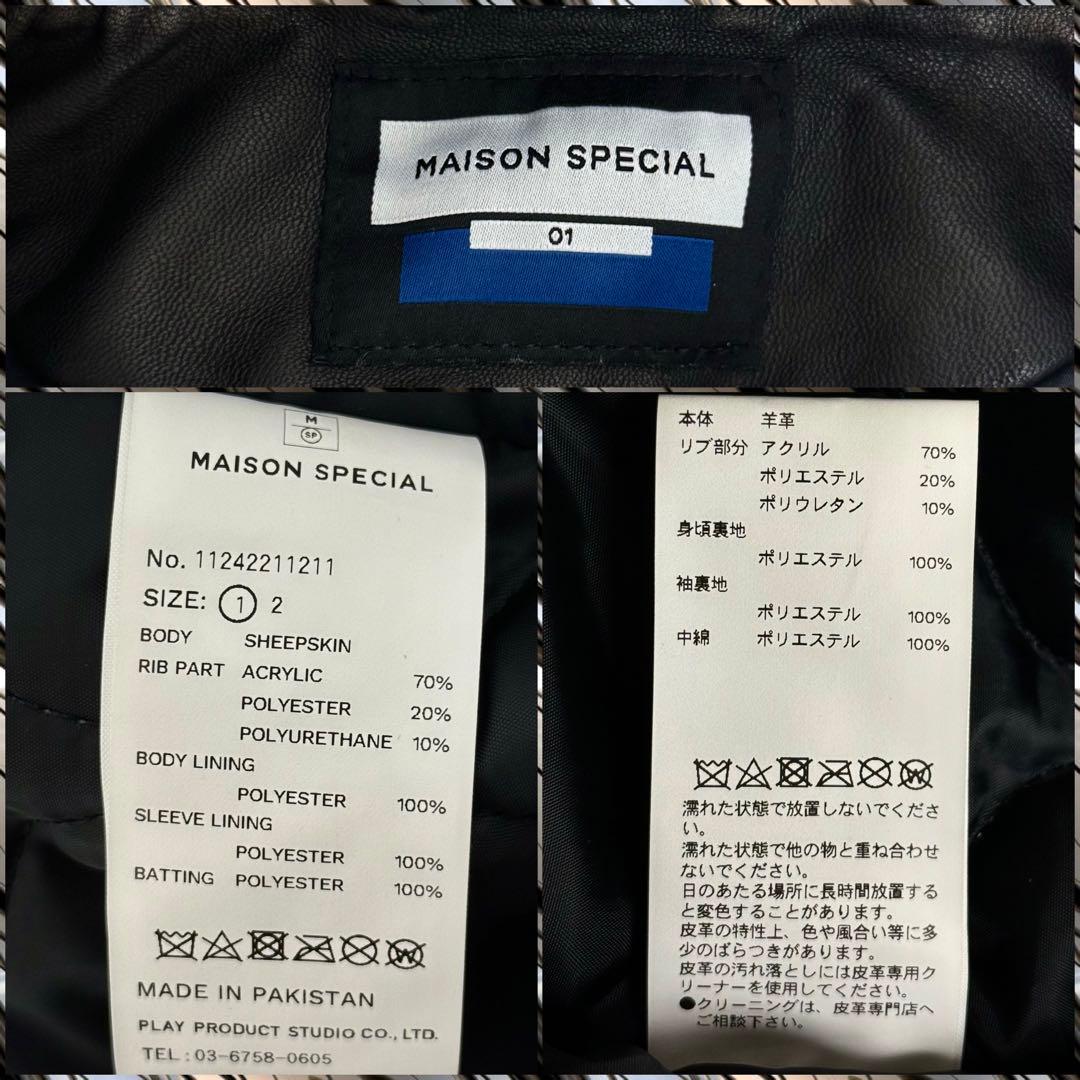 MAISON SPECIAL
01
M
SP
MAISON SPECIAL
No. 11242211211
SIZE: 1 2
BODY SHEEPSKIN
RIB PART ACRYLIC 70%
POLYESTER 20%
POLYURETHANE 10%
BODY LINING
POLYESTER 100%
SLEEVE LINING
POLYESTER 100%
BATTING POLYESTER 100%
MADE IN PAKISTAN
PLAY PRODUCT STUDIO CO., LTD.
TEL:03-6758-0605
本体 羊革
リブ部分 アクリル 70%
ポリエステル 20%
ポリウレタン 10%
身頃裏地
ポリエステル 100%
袖裏地
ポリエステル 100%
中綿 ポリエステル 100%
濡れた状態で放置しないでくださ
い。
濡れた状態で他の物と重ね合わせ
ないでください。
日のあたる場所に長時間放置する
と変色することがあります。
皮革の特性上、色や風合い等に多
少のばらつきがあります。
皮革の汚れ落としには皮革専用ク
リーナーを使用してください。
●クリーニングは、皮革専門店へ
ご相談下さい。